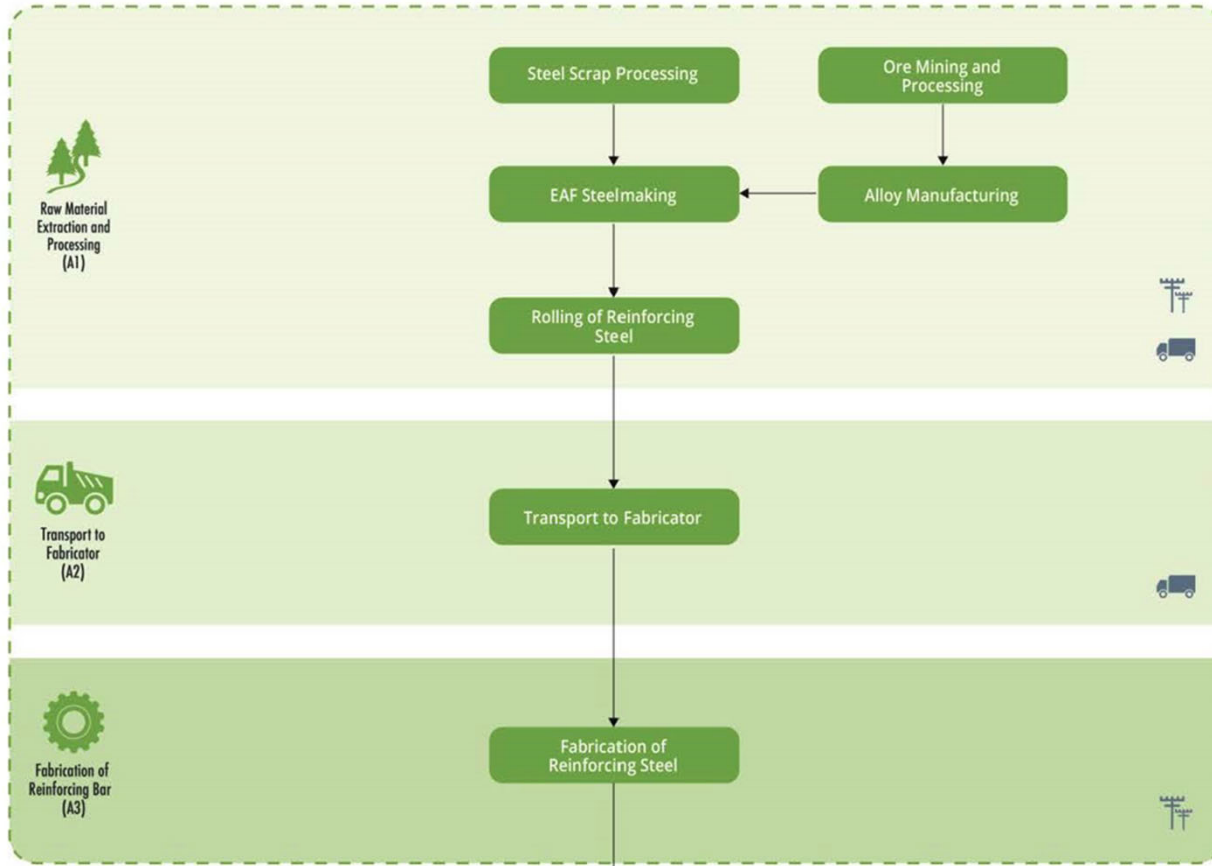 Steel Scrap Processing
Ore Mining and
Processing
EAF Steelmaking
Alloy Manufacturing
Raw Material
Extraction and
Processing
(A1)
Rolling of Reinforcing
Steel
Transport to Fabricator
Transport to
Fabricator
(A2)
Fabrication of
Reinforcing Steel
Fabrication of
Reinforcing Bar
(A3)